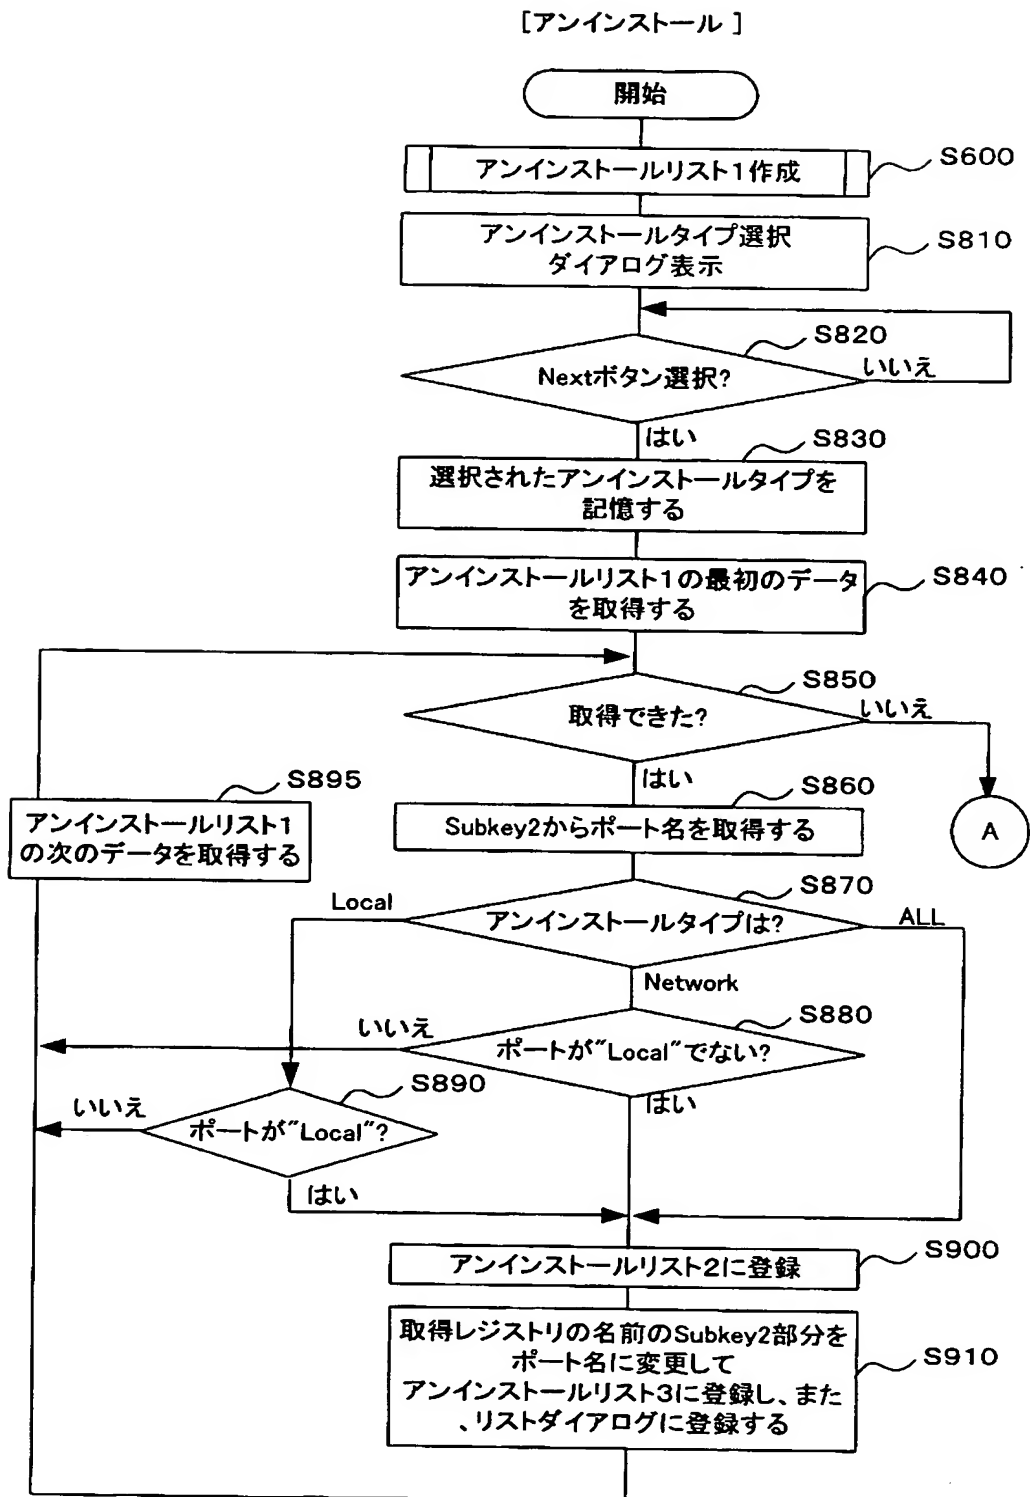 [アンインストール ]
開始
アンインストールリスト1作成
S600
アンインストールタイプ選択
ダイアログ表示
S810
S820
Nextボタン選択?
いいえ
はい
S830
選択されたアンインストールタイプを
記憶する
アンインストールリスト1の最初のデータ
を取得する
S840
S850
取得できた?
いいえ
はい
S895
アンインストールリスト1
の次のデータを取得する
S860
Subkey2からポート名を取得する
A
S870
Local
アンインストールタイプは?
ALL
Network
S880
いいえ
ポートが"Local"でない?
はい
S890
いいえ
ポートが"Local"?
はい
S900
アンインストールリスト2に登録
取得レジストリの名前のSubkey2部分を
ポート名に変更して
アンインストールリスト3に登録し、また
、リストダイアログに登録する
S910